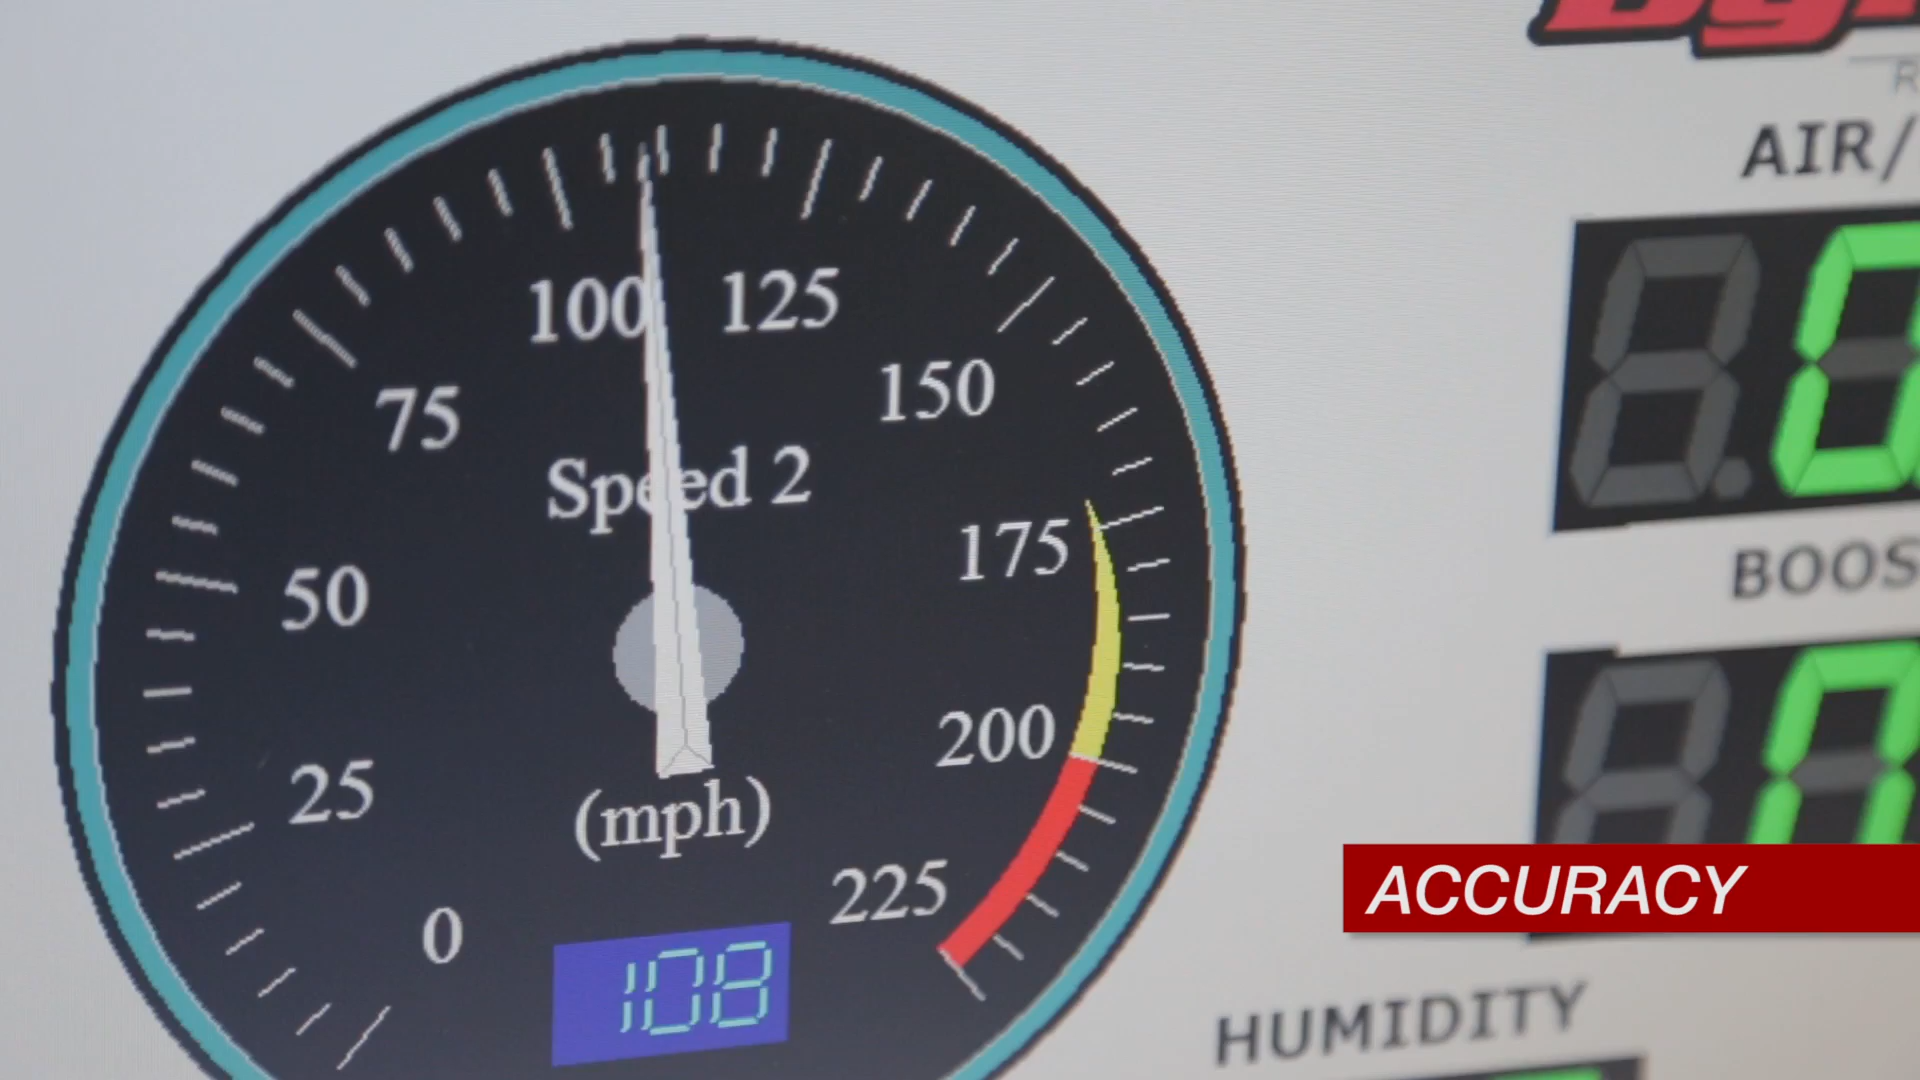 AIR/
100 125
75 150
Speed 2
50 175
BOOS
25 200
(mph)
0 225
108
ACCURACY
HUMIDITY